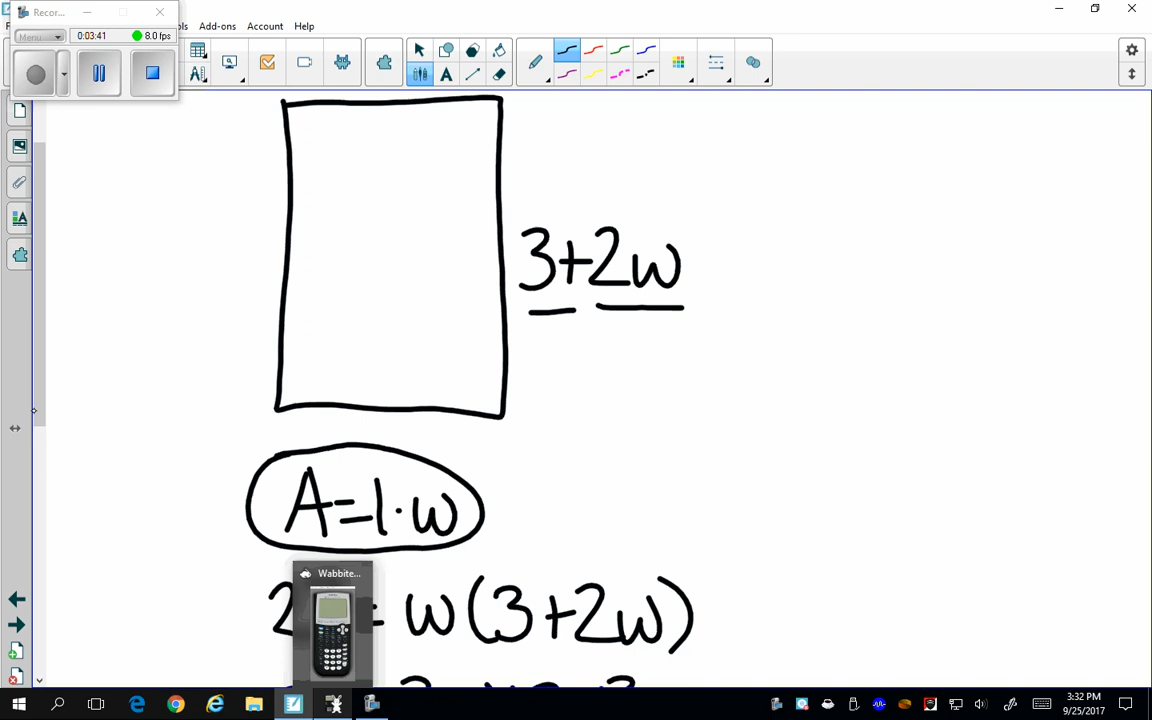 Recor...
Menu
0:03:41
8.0 fps
Add-ons
Account
Help
3+2w
A=l·w
Wabbite...
2
= w(3+2w)
3:32 PM
9/25/2017